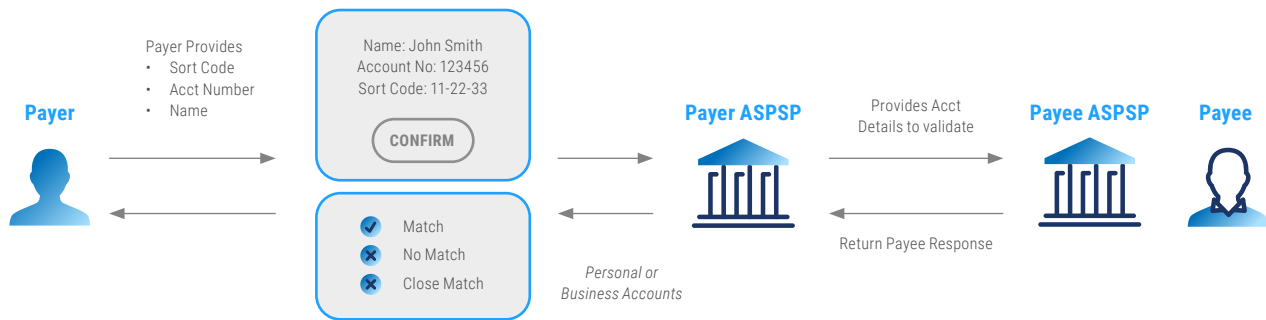 Payer
Payer Provides
• Sort Code
• Acct Number
• Name
Name: John Smith
Account No: 123456
Sort Code: 11-22-33
CONFIRM
Match
No Match
Close Match
Personal or
Business Accounts
Payer ASPSP
Provides Acct
Details to validate
Return Payee Response
Payee ASPSP
Payee